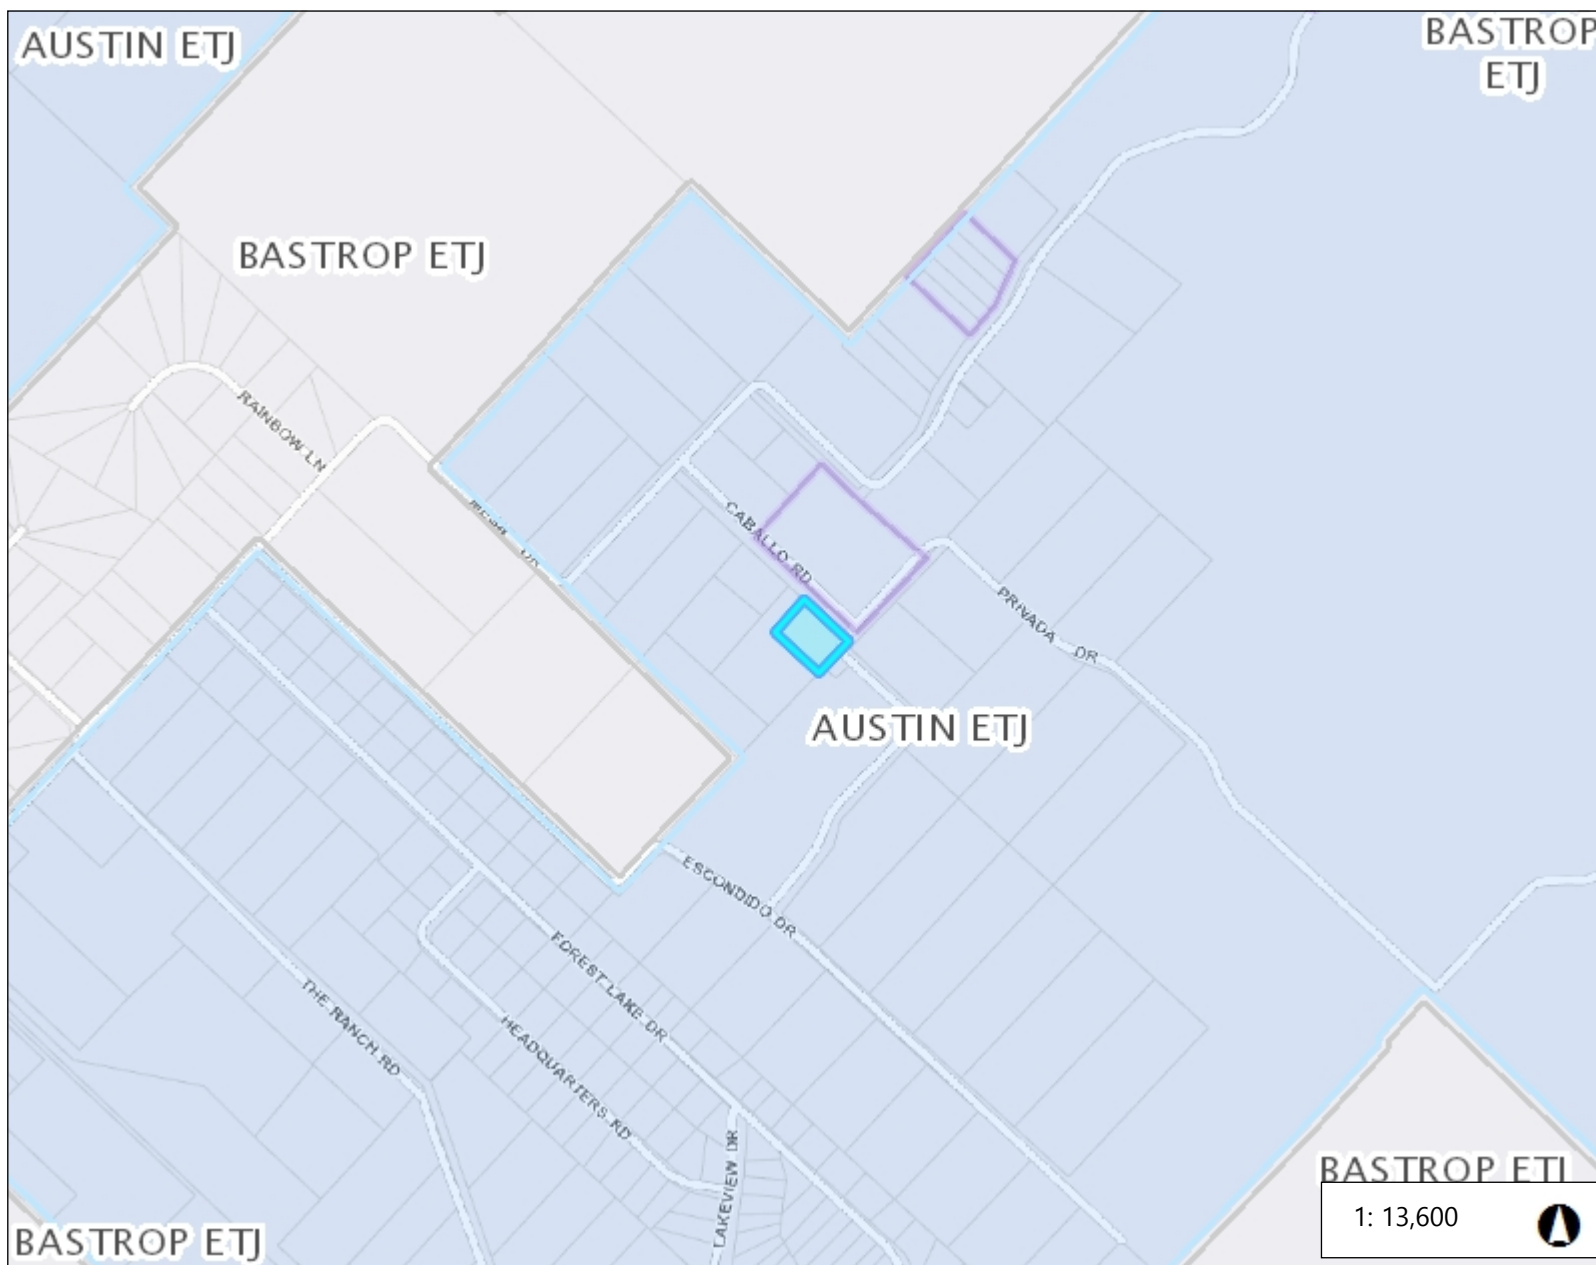 AUSTIN ETJ
BASTROP
ETJ
BASTROP ETJ
RAINBOW LN
CABALLO RD
PRIVADA DR
AUSTIN ETJ
ESCONDIDO DR
FOREST LAKE DR
THE RANCH RD
HEADQUARTERS RD
LAKEVIEW DR
BASTROP ETJ
1: 13,600
BASTROP ETJ